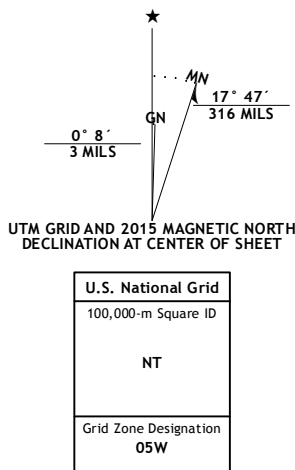 ★
MN
17° 47´
316 MILS
GN
0° 8´
3 MILS
UTM GRID AND 2015 MAGNETIC NORTH
DECLINATION AT CENTER OF SHEET
U.S. National Grid
100,000-m Square ID
NT
Grid Zone Designation
05W